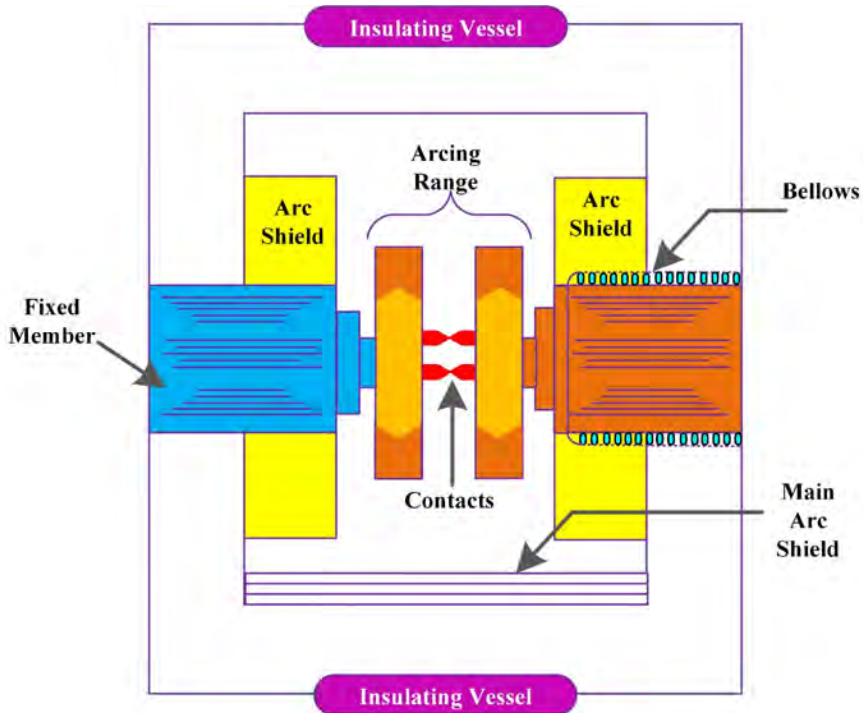 Insulating Vessel
Arcing
Range
Arc
Shield
Arc
Shield
Bellows
Fixed
Member
Contacts
Main
Arc
Shield
Insulating Vessel